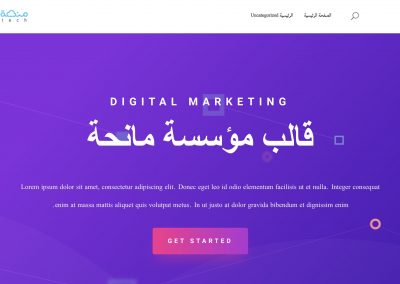 منصة
tech
الصفحة الرئيسية
الرئيسية Uncategorized
DIGITAL MARKETING
قالب مؤسسة مانحة
Lorem ipsum dolor sit amet, consectetur adipiscing elit. Donec eget leo id odio elementum facilisis ut et nulla. Integer consequat
enim at massa mattis aliquet quis volutpat metus. In ut justo at dolor gravida bibendum et dignissim enim.
GET STARTED